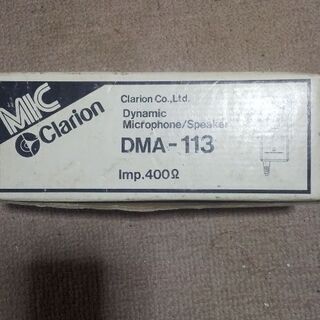 MIC
Clarion
Clarion Co.,Ltd.
Dynamic
Microphone/Speaker
DMA-113
Imp.400Ω